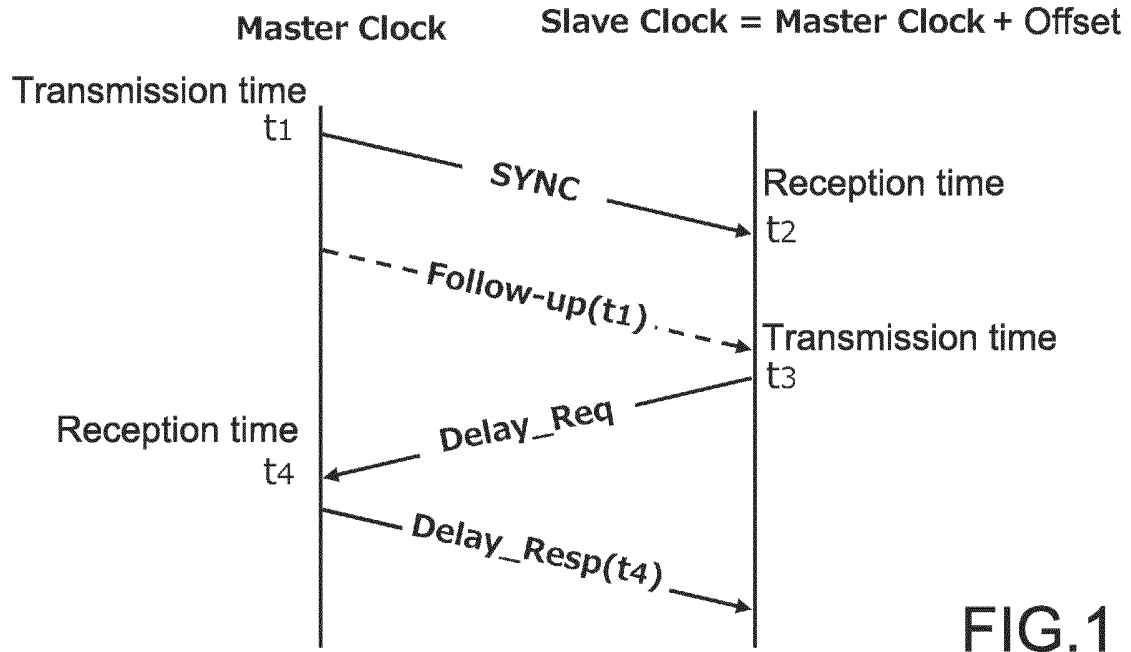 Master Clock
Slave Clock = Master Clock + Offset
Transmission time
t1
SYNC
Reception time
t2
Follow-up(t1)
Transmission time
t3
Delay_Req
Reception time
t4
Delay_Resp(t4)
FIG.1